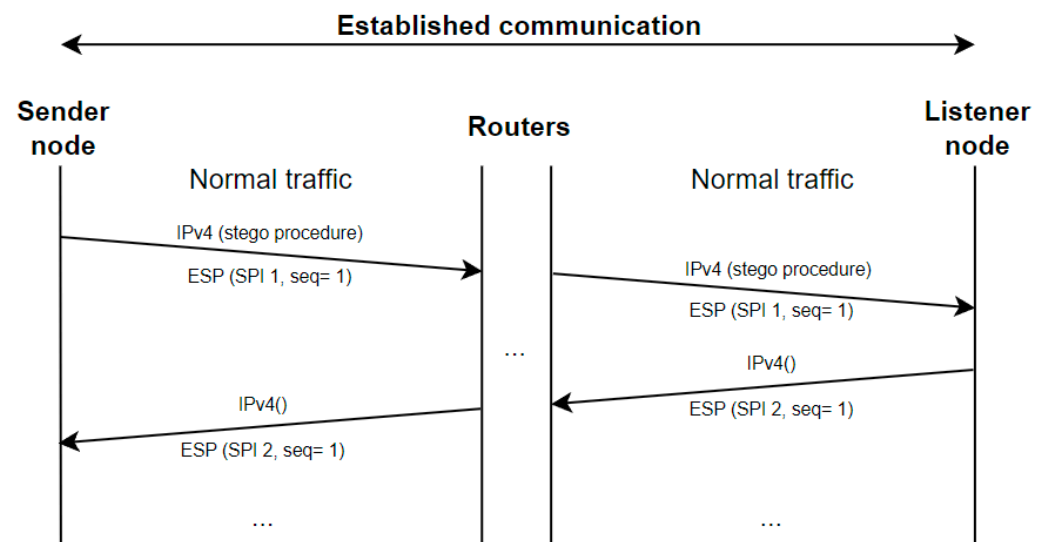 Established communication
Sender
node
Routers
Listener
node
Normal traffic
Normal traffic
IPv4 (stego procedure)
ESP (SPI 1, seq= 1)
IPv4 (stego procedure)
ESP (SPI 1, seq= 1)
...
IPv4()
ESP (SPI 2, seq= 1)
IPv4()
ESP (SPI 2, seq= 1)
...
...